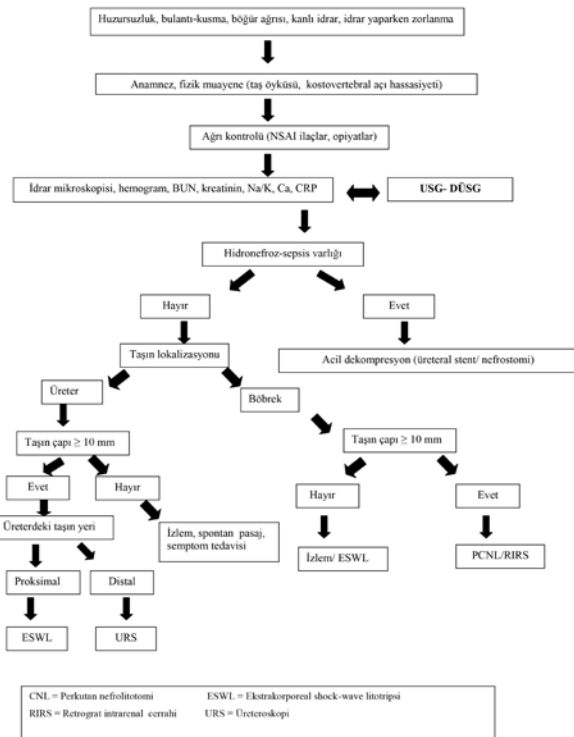 Huzursuzluk, bulantı-kusma, böğür ağrısı, kanlı idrar, idrar yaparken zorlanma
Anamnez, fizik muayene (taş öyküsü, kostovertebral açı hassasiyeti)
Ağrı kontrolü (NSAI ilaçlar, opiyatlar)
İdrar mikroskopisi, hemogram, BUN, kreatinin, Na/K, Ca, CRP
USG- DÜSG
Hidronefroz-sepsis varlığı
Hayır
Evet
Taşın lokalizasyonu
Acil dekompresyon (üreteral stent/ nefrostomi)
Üreter
Böbrek
Taşın çapı ≥ 10 mm
Taşın çapı ≥ 10 mm
Evet
Hayır
Hayır
Evet
Üreterdeki taşın yeri
İzlem, spontan pasaj,
semptom tedavisi
İzlem/ ESWL
PCNL/RIRS
Proksimal
Distal
ESWL
URS
CNL = Perkutan nefrolitotomi
ESWL = Ekstrakorporeal shock-wave litotripsi
RIRS = Retrograt intrarenal cerrahi
URS = Üreteroskopi